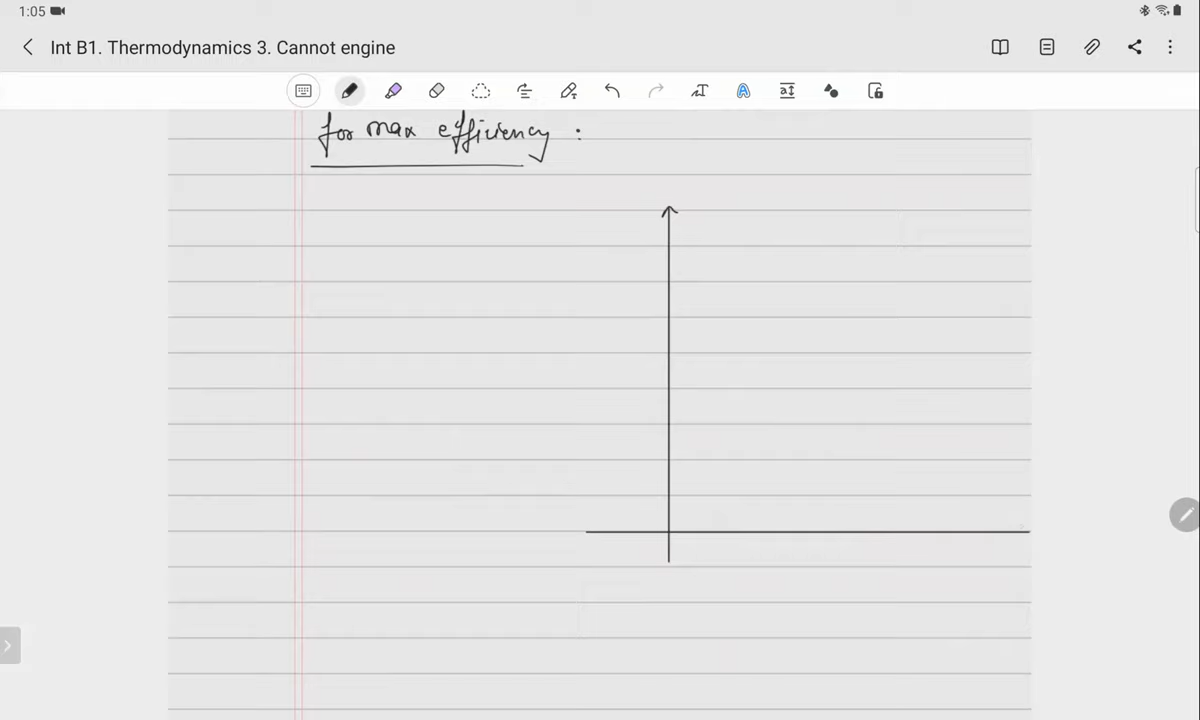 1:05
Int B1. Thermodynamics 3. Cannot engine
for max efficiency :